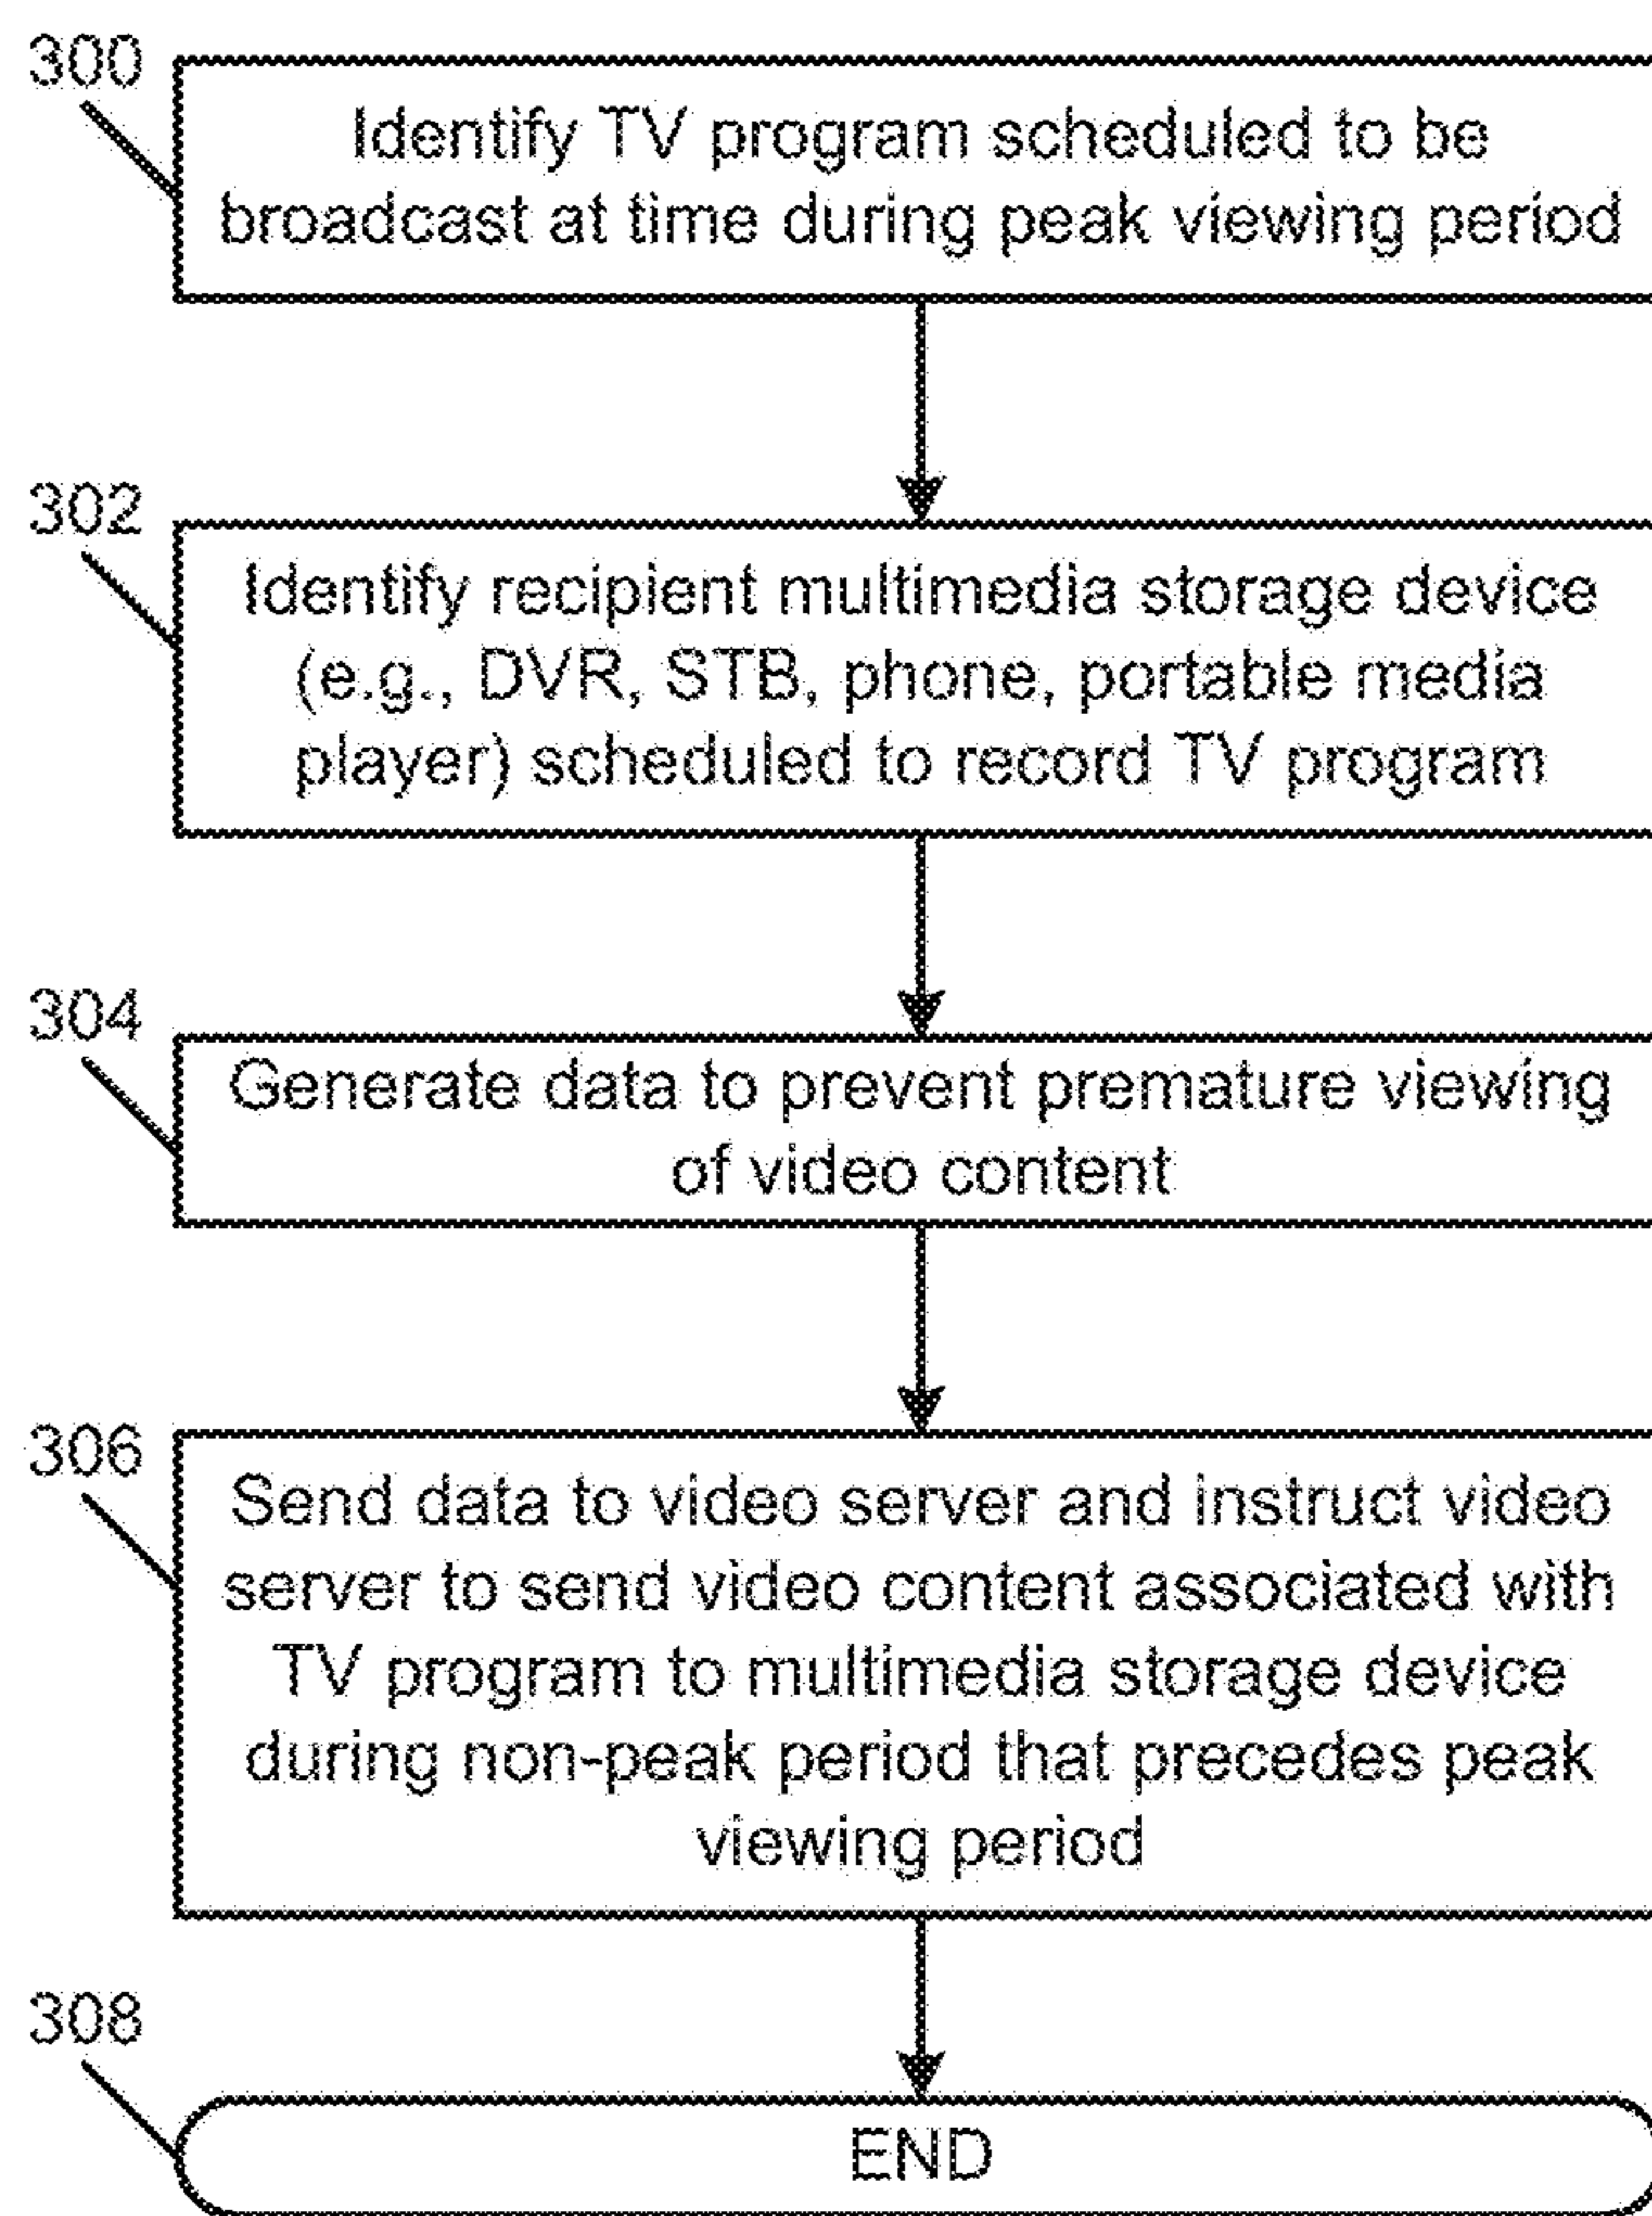 300
Identify TV program scheduled to be
broadcast at time during peak viewing period
302
Identify recipient multimedia storage device
(e.g., DVR, STB, phone, portable media
player) scheduled to record TV program
304
Generate data to prevent premature viewing
of video content
306
Send data to video server and instruct video
server to send video content associated with
TV program to multimedia storage device
during non-peak period that precedes peak
viewing period
308
END